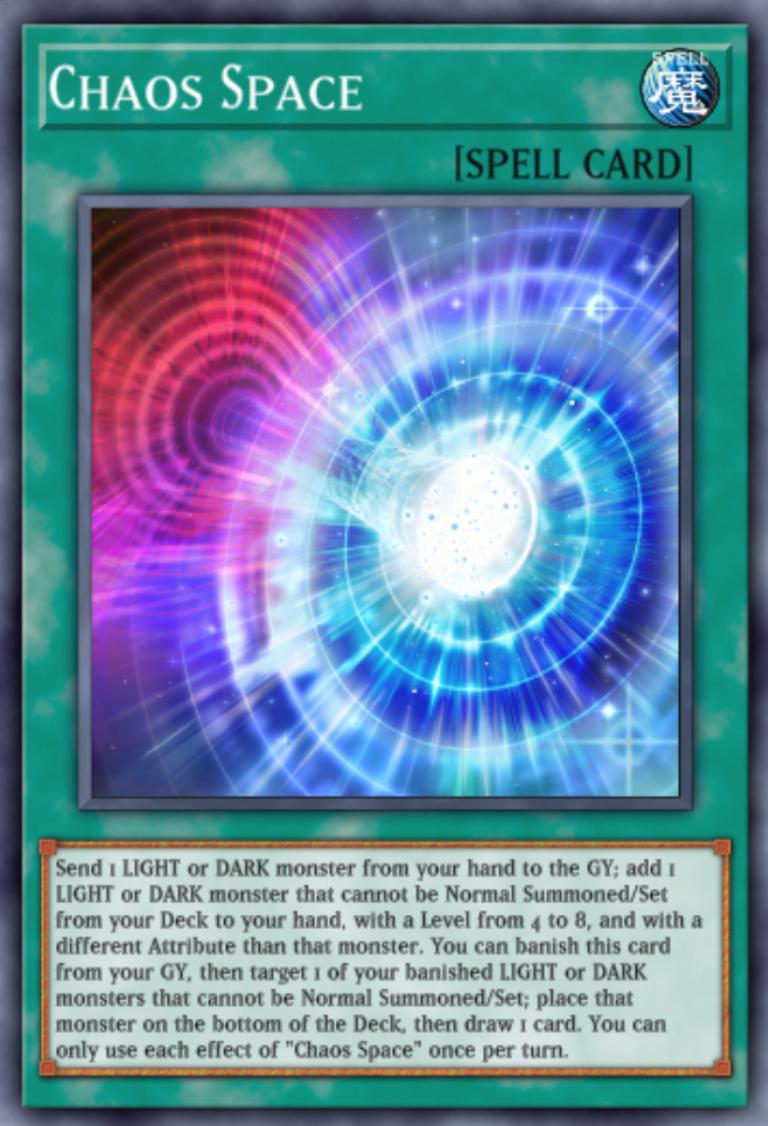 Chaos Space
SPELL
魔
[SPELL CARD]
Send 1 LIGHT or DARK monster from your hand to the GY; add 1
LIGHT or DARK monster that cannot be Normal Summoned/Set
from your Deck to your hand, with a Level from 4 to 8, and with a
different Attribute than that monster. You can banish this card
from your GY, then target 1 of your banished LIGHT or DARK
monsters that cannot be Normal Summoned/Set; place that
monster on the bottom of the Deck, then draw 1 card. You can
only use each effect of "Chaos Space" once per turn.